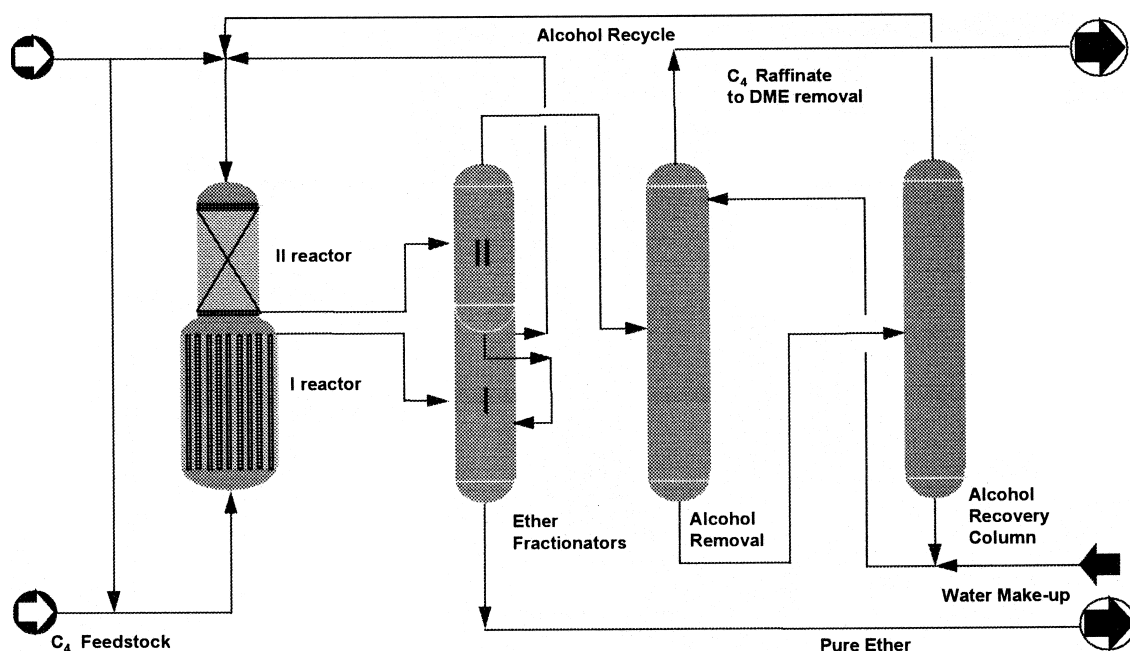 Alcohol Recycle
C₄ Raffinate
to DME removal
II reactor
II
I reactor
I
Ether
Fractionators
Alcohol
Removal
Alcohol
Recovery
Column
Water Make-up
C₄ Feedstock
Pure Ether